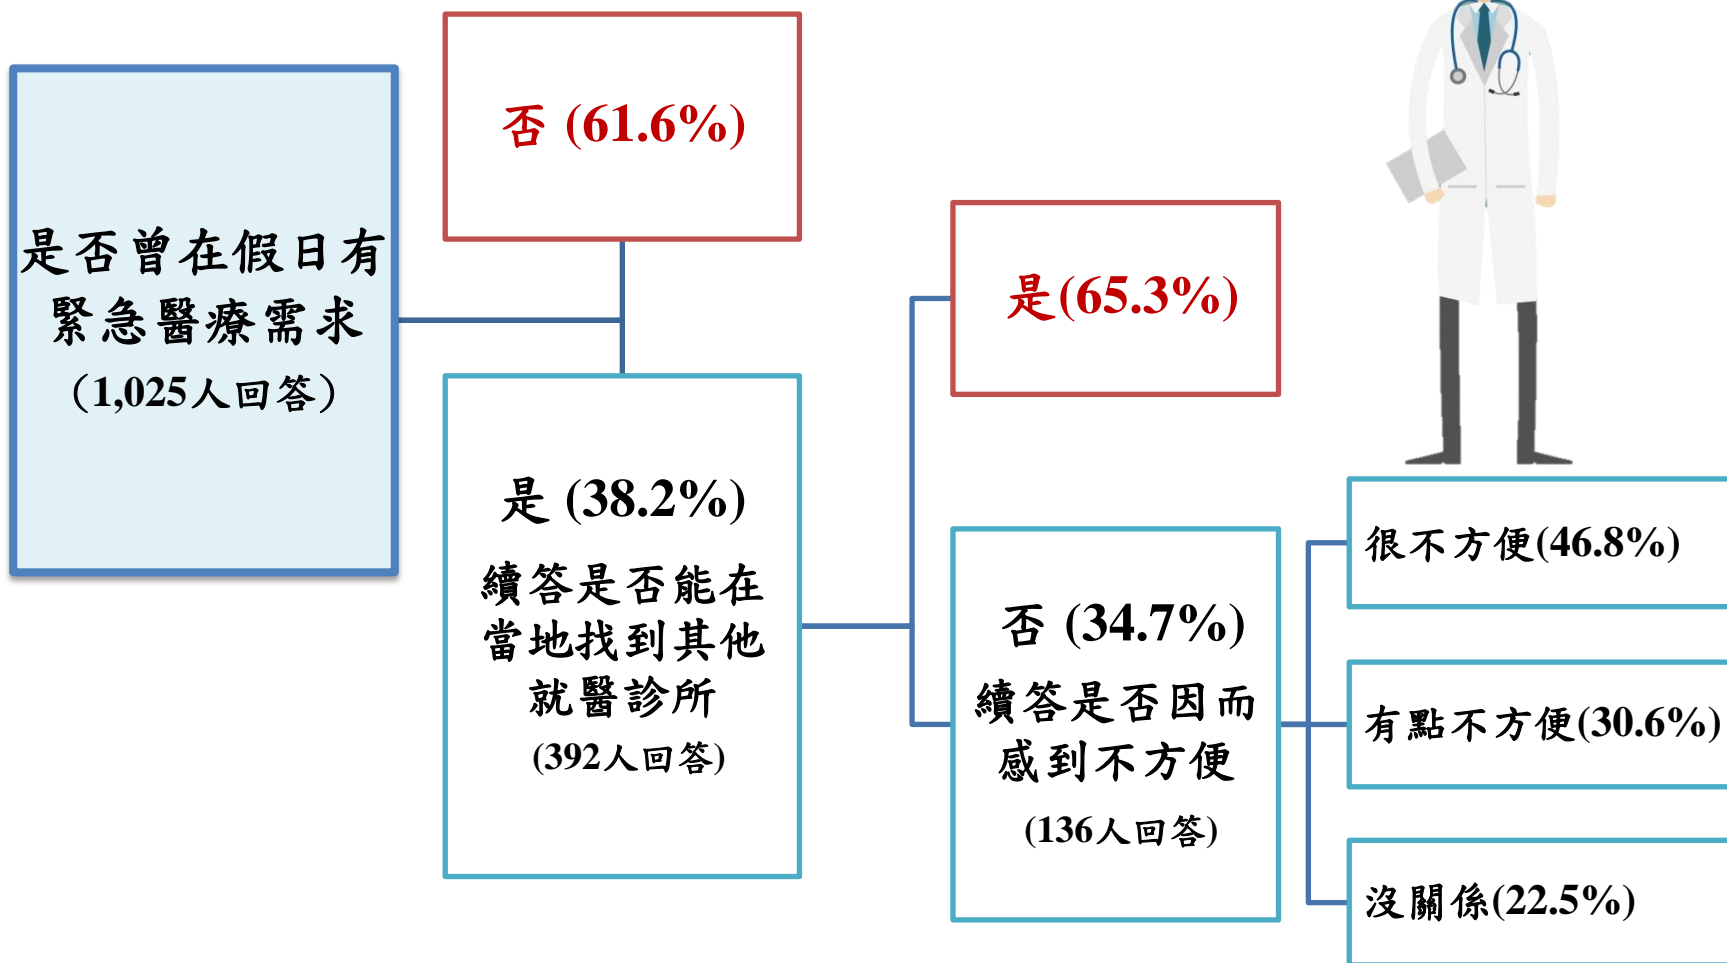 是否曾在假日有
緊急醫療需求
（1,025人回答）
否 (61.6%)
是 (38.2%)
續答是否能在
當地找到其他
就醫診所
(392人回答)
是(65.3%)
否 (34.7%)
續答是否因而
感到不方便
(136人回答)
很不方便(46.8%)
有點不方便(30.6%)
沒關係(22.5%)